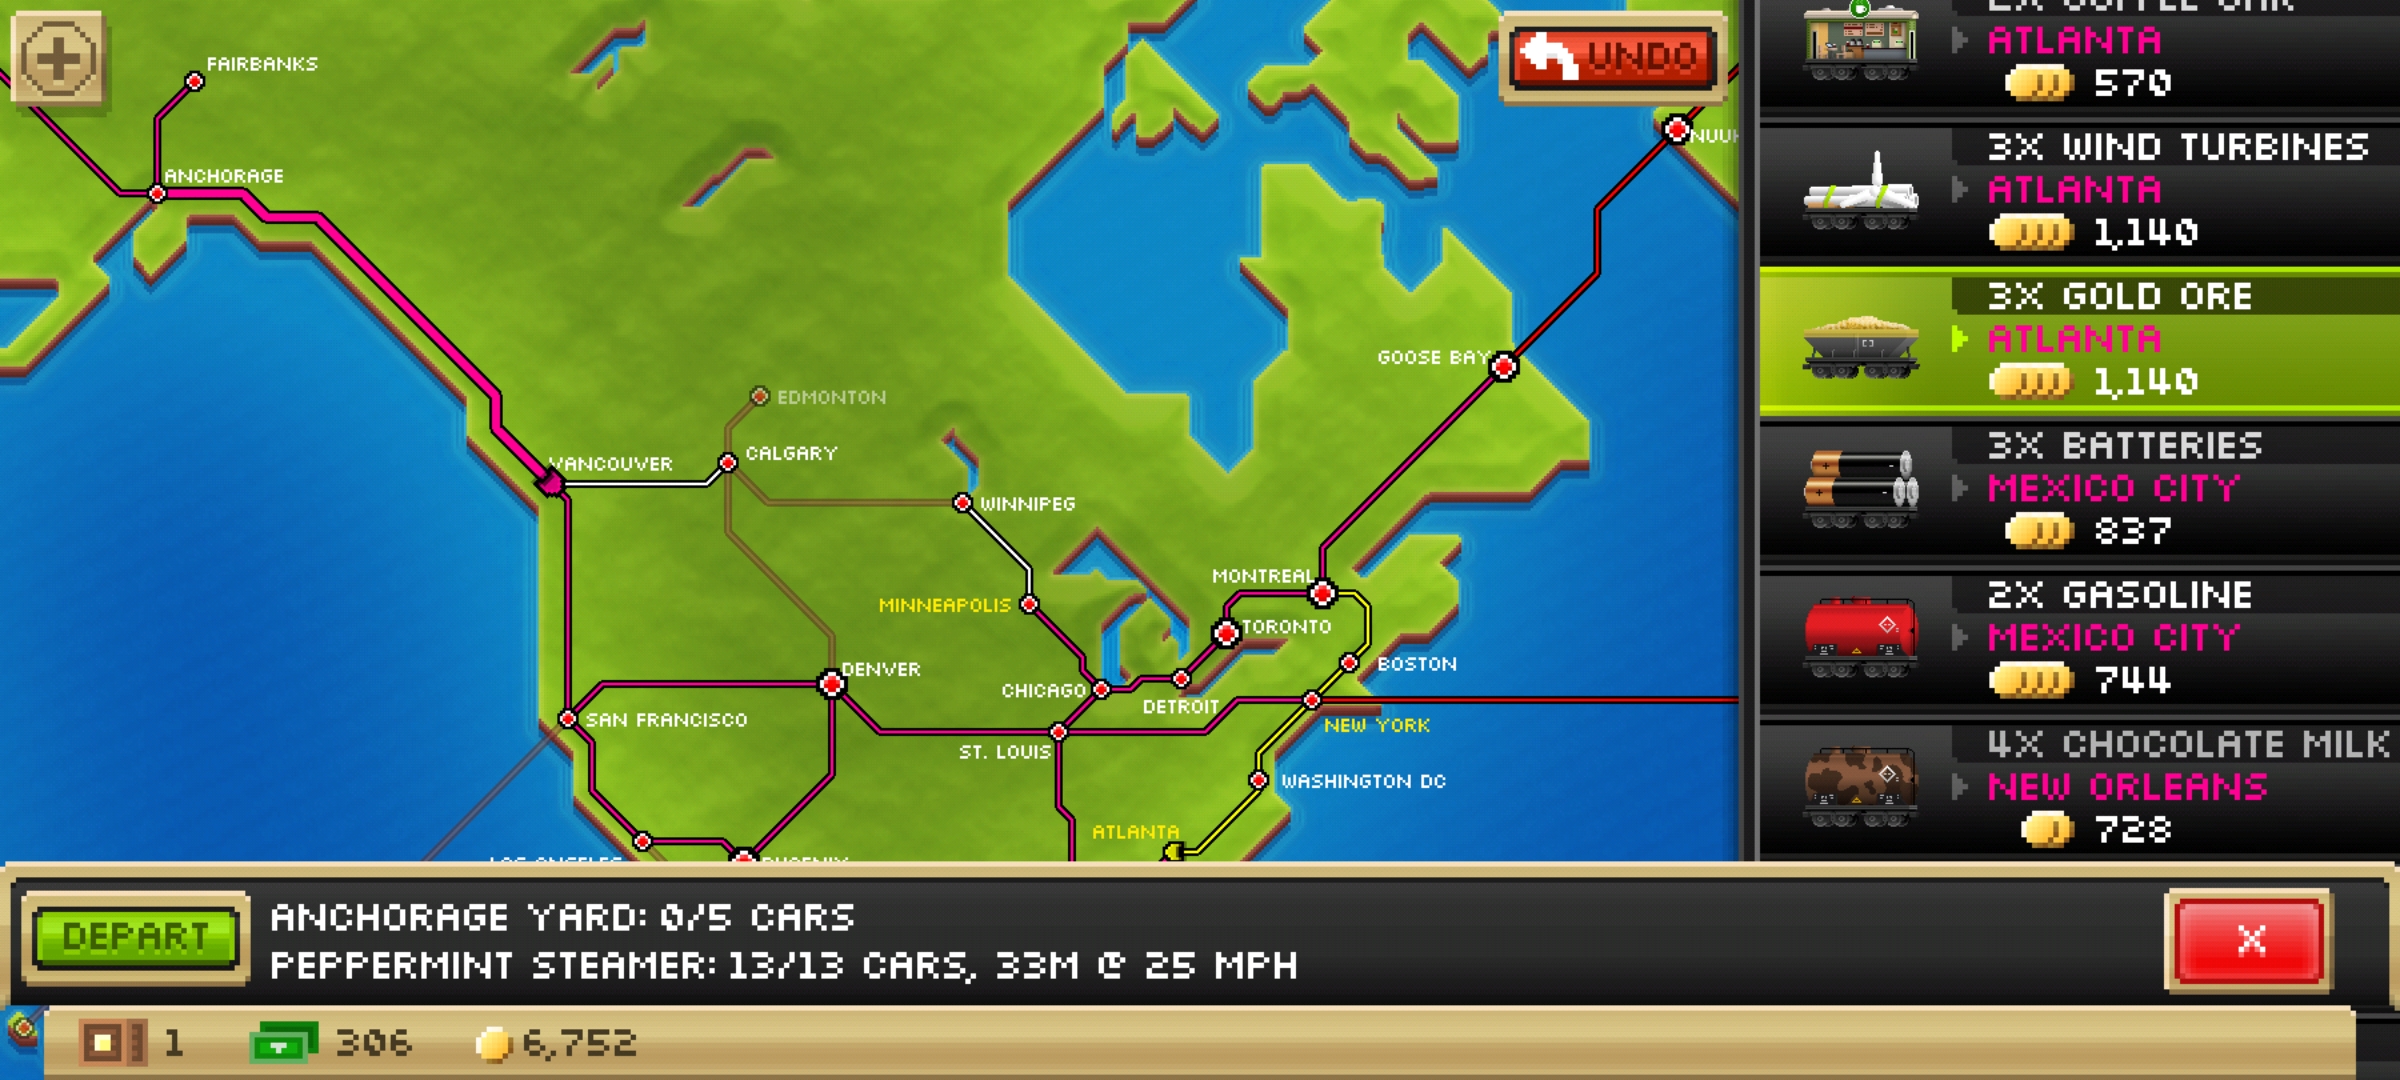 FAIRBANKS
ANCHORAGE
UNDO
EDMONTON
VANCOUVER
CALGARY
WINNIPEG
GOOSE BAY
MONTREAL
MINNEAPOLIS
TORONTO
BOSTON
DENVER
CHICAGO
DETROIT
SAN FRANCISCO
NEW YORK
ST. LOUIS
WASHINGTON DC
ATLANTA
ATLANTA
570
3X WIND TURBINES
ATLANTA
1,140
3X GOLD ORE
ATLANTA
1,140
3X BATTERIES
MEXICO CITY
837
2X GASOLINE
MEXICO CITY
744
4X CHOCOLATE MILK
NEW ORLEANS
728
DEPART
ANCHORAGE YARD: 0/5 CARS
PEPPERMINT STEAMER: 13/13 CARS, 33M @ 25 MPH
X
1
306
6,752